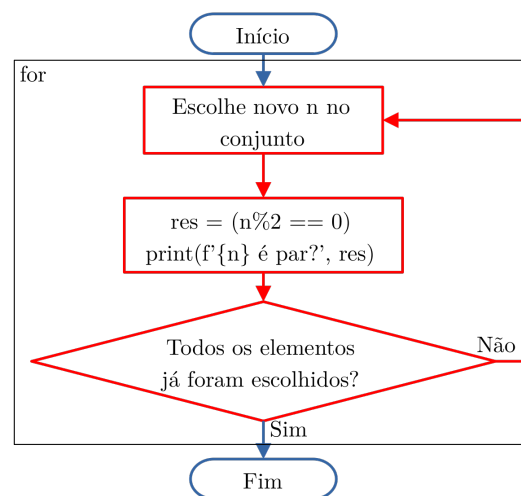 Início
for
Escolhe novo n no
conjunto
res = (n%2 == 0)
print(f'{n} é par?', res)
Todos os elementos
já foram escolhidos?
Não
Sim
Fim